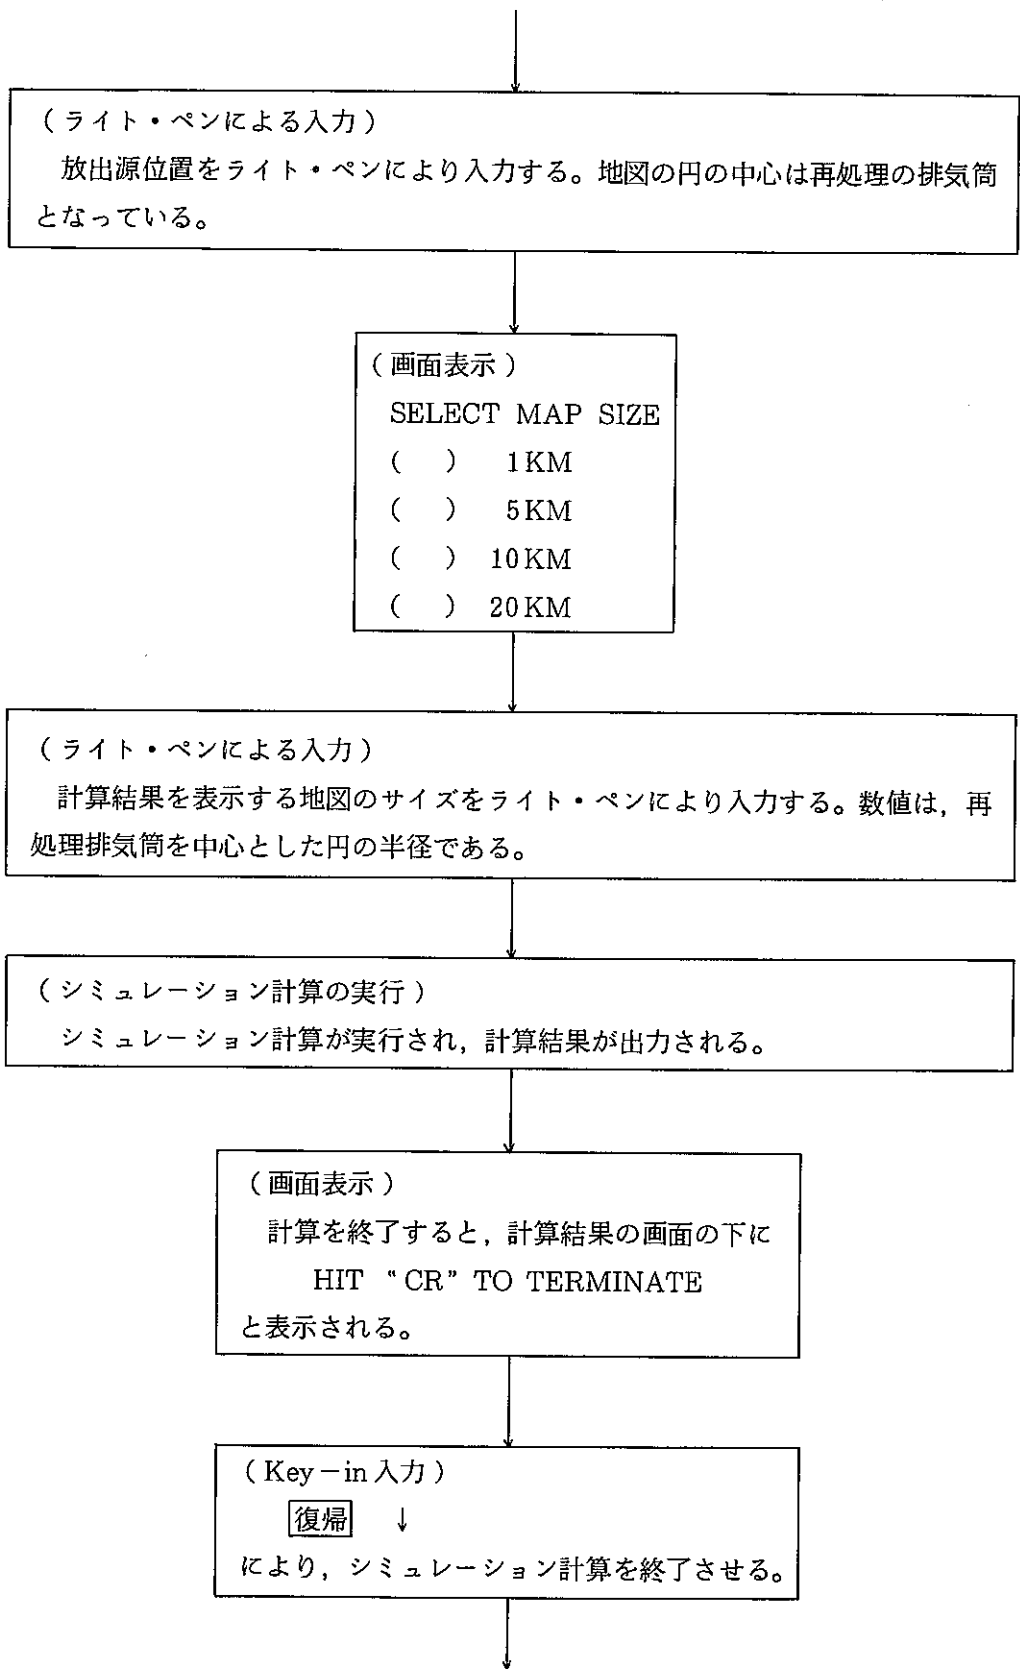 （ライト・ペンによる入力）
放出源位置をライト・ペンにより入力する。地図の円の中心は再処理の排気筒
となっている。
（画面表示）
SELECT MAP SIZE
（　） 1KM
（　） 5KM
（　） 10KM
（　） 20KM
（ライト・ペンによる入力）
計算結果を表示する地図のサイズをライト・ペンにより入力する。数値は，再
処理排気筒を中心とした円の半径である。
（シミュレーション計算の実行）
シミュレーション計算が実行され，計算結果が出力される。
（画面表示）
計算を終了すると，計算結果の画面の下に
HIT “CR” TO TERMINATE
と表示される。
（Key－in入力）
復帰 ↓
により，シミュレーション計算を終了させる。